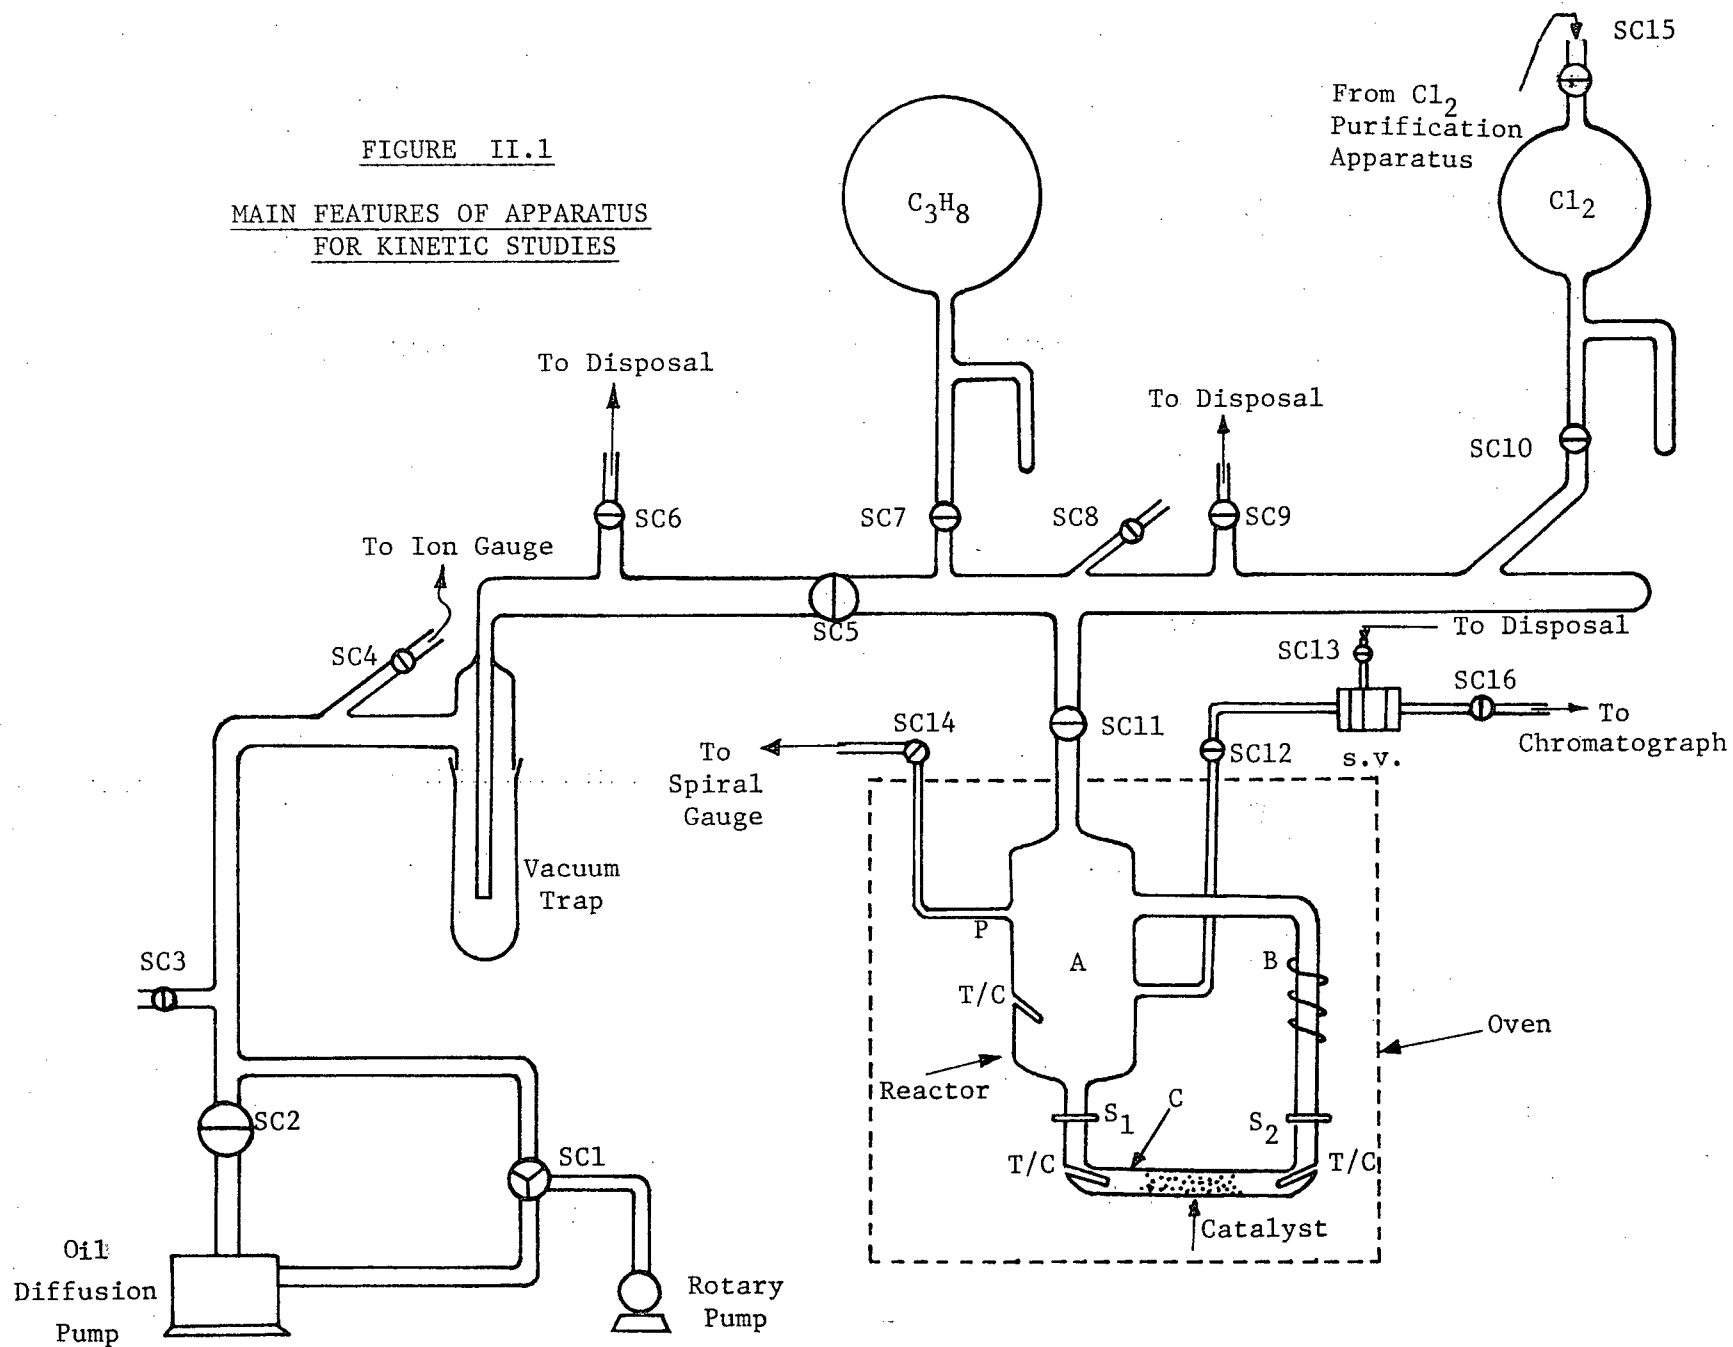 FIGURE II.1
MAIN FEATURES OF APPARATUS
FOR KINETIC STUDIES
SC15
From Cl2
Purification
Apparatus
C3H8
Cl2
To Disposal
To Disposal
SC10
SC6
SC7
SC8
SC9
To Ion Gauge
SC5
SC4
To Disposal
SC13
SC16
To
Chromatograph
s.v.
SC14
SC11
SC12
To
Spiral
Gauge
Vacuum
Trap
P
A
B
SC3
T/C
Oven
Reactor
C
S1
S2
SC2
SC1
T/C
T/C
Catalyst
Oil
Diffusion
Pump
Rotary
Pump